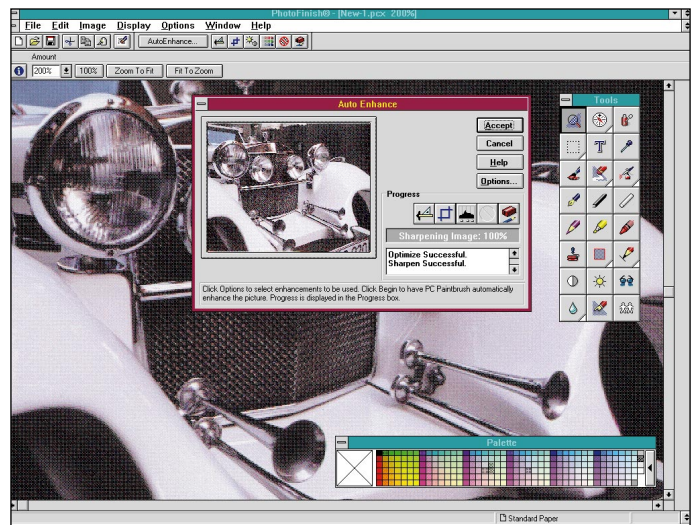 PhotoFinish® - [New-1.pcx 200%]
File Edit Image Display Options Window Help
AutoEnhance...
Amount
200% 100% Zoom To Fit Fit To Zoom
Auto Enhance
Tools
Accept
Cancel
Help
Options...
Progress
Sharpening Image: 100%
Optimize Successful.
Sharpen Successful.
Click Options to select enhancements to be used. Click Begin to have PC Paintbrush automatically
enhance the picture. Progress is displayed in the Progress box.
Palette
Standard Paper